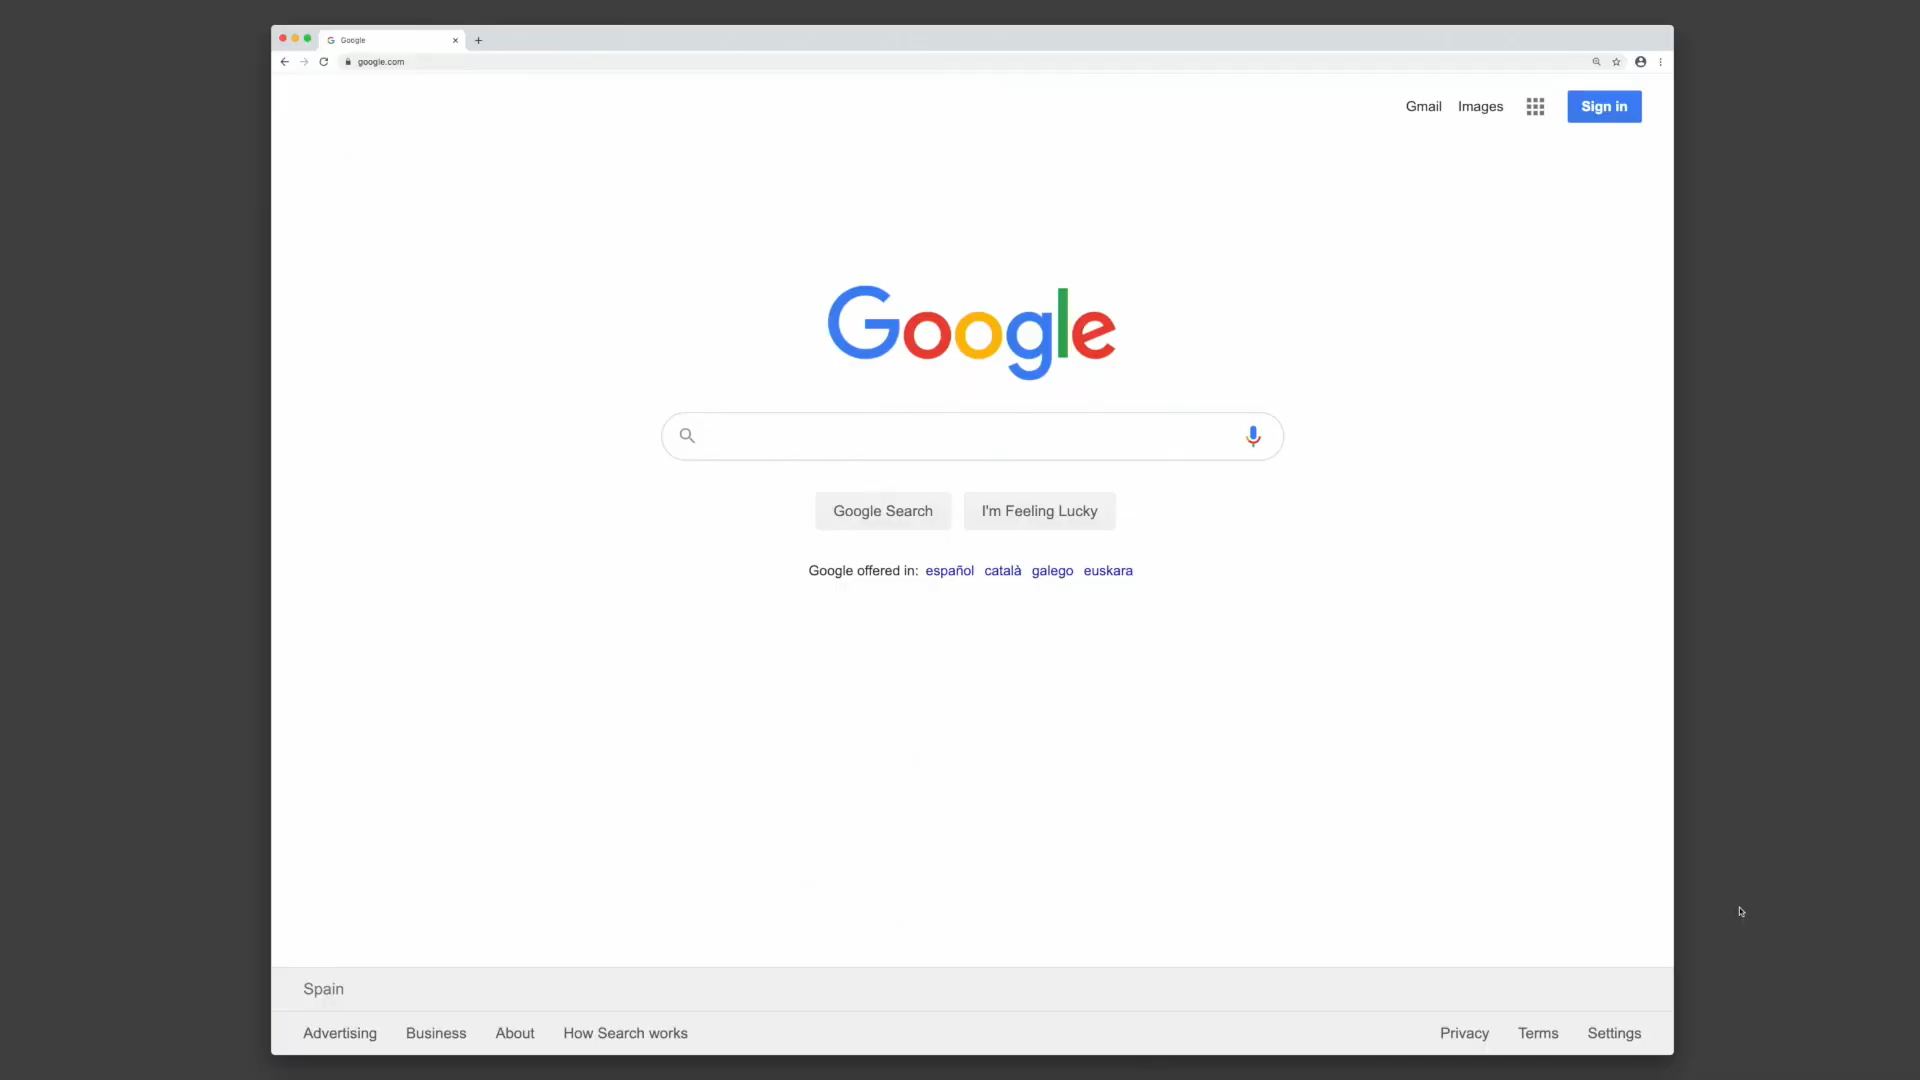 Google
google.com
Gmail Images Sign in
Google
Google Search I'm Feeling Lucky
Google offered in: español català galego euskara
Spain
Advertising Business About How Search works Privacy Terms Settings